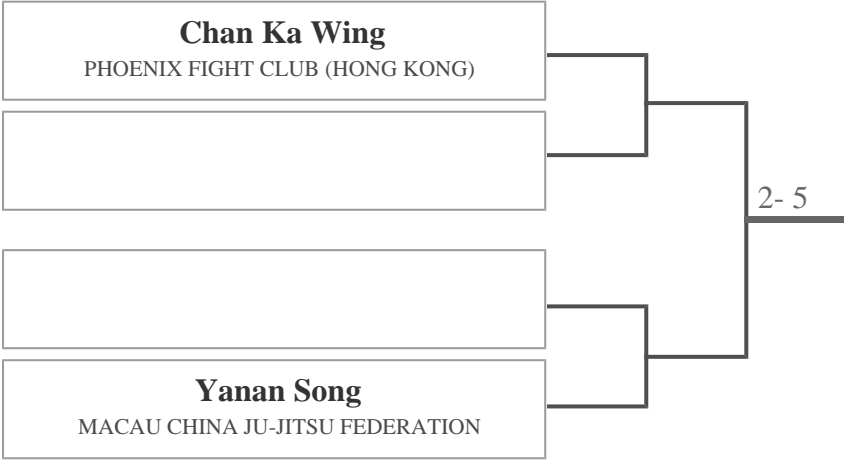 Chan Ka Wing
PHOENIX FIGHT CLUB (HONG KONG)
2- 5
Yanan Song
MACAU CHINA JU-JITSU FEDERATION